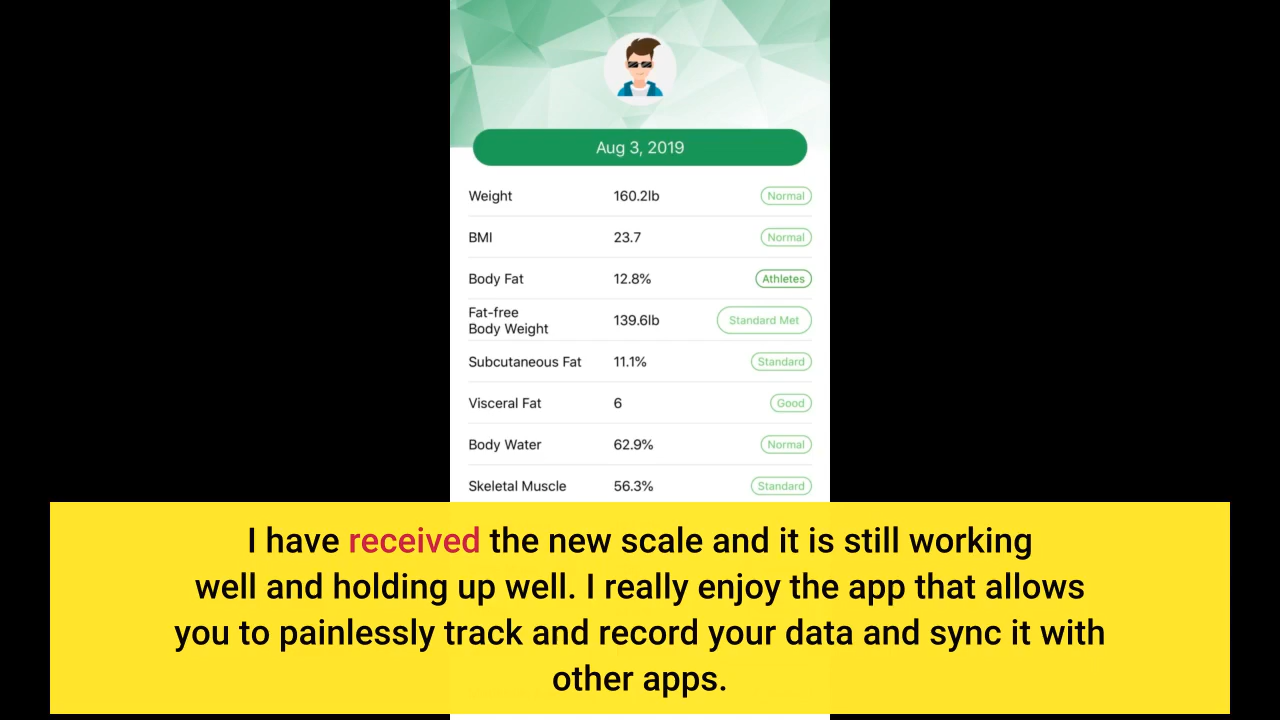 Aug 3, 2019
Weight 160.2lb Normal
BMI 23.7 Normal
Body Fat 12.8% Athletes
Fat-free
Body Weight 139.6lb Standard Met
Subcutaneous Fat 11.1% Standard
Visceral Fat 6 Good
Body Water 62.9% Normal
Skeletal Muscle 56.3% Standard
I have received the new scale and it is still working
well and holding up well. I really enjoy the app that allows
you to painlessly track and record your data and sync it with
other apps.